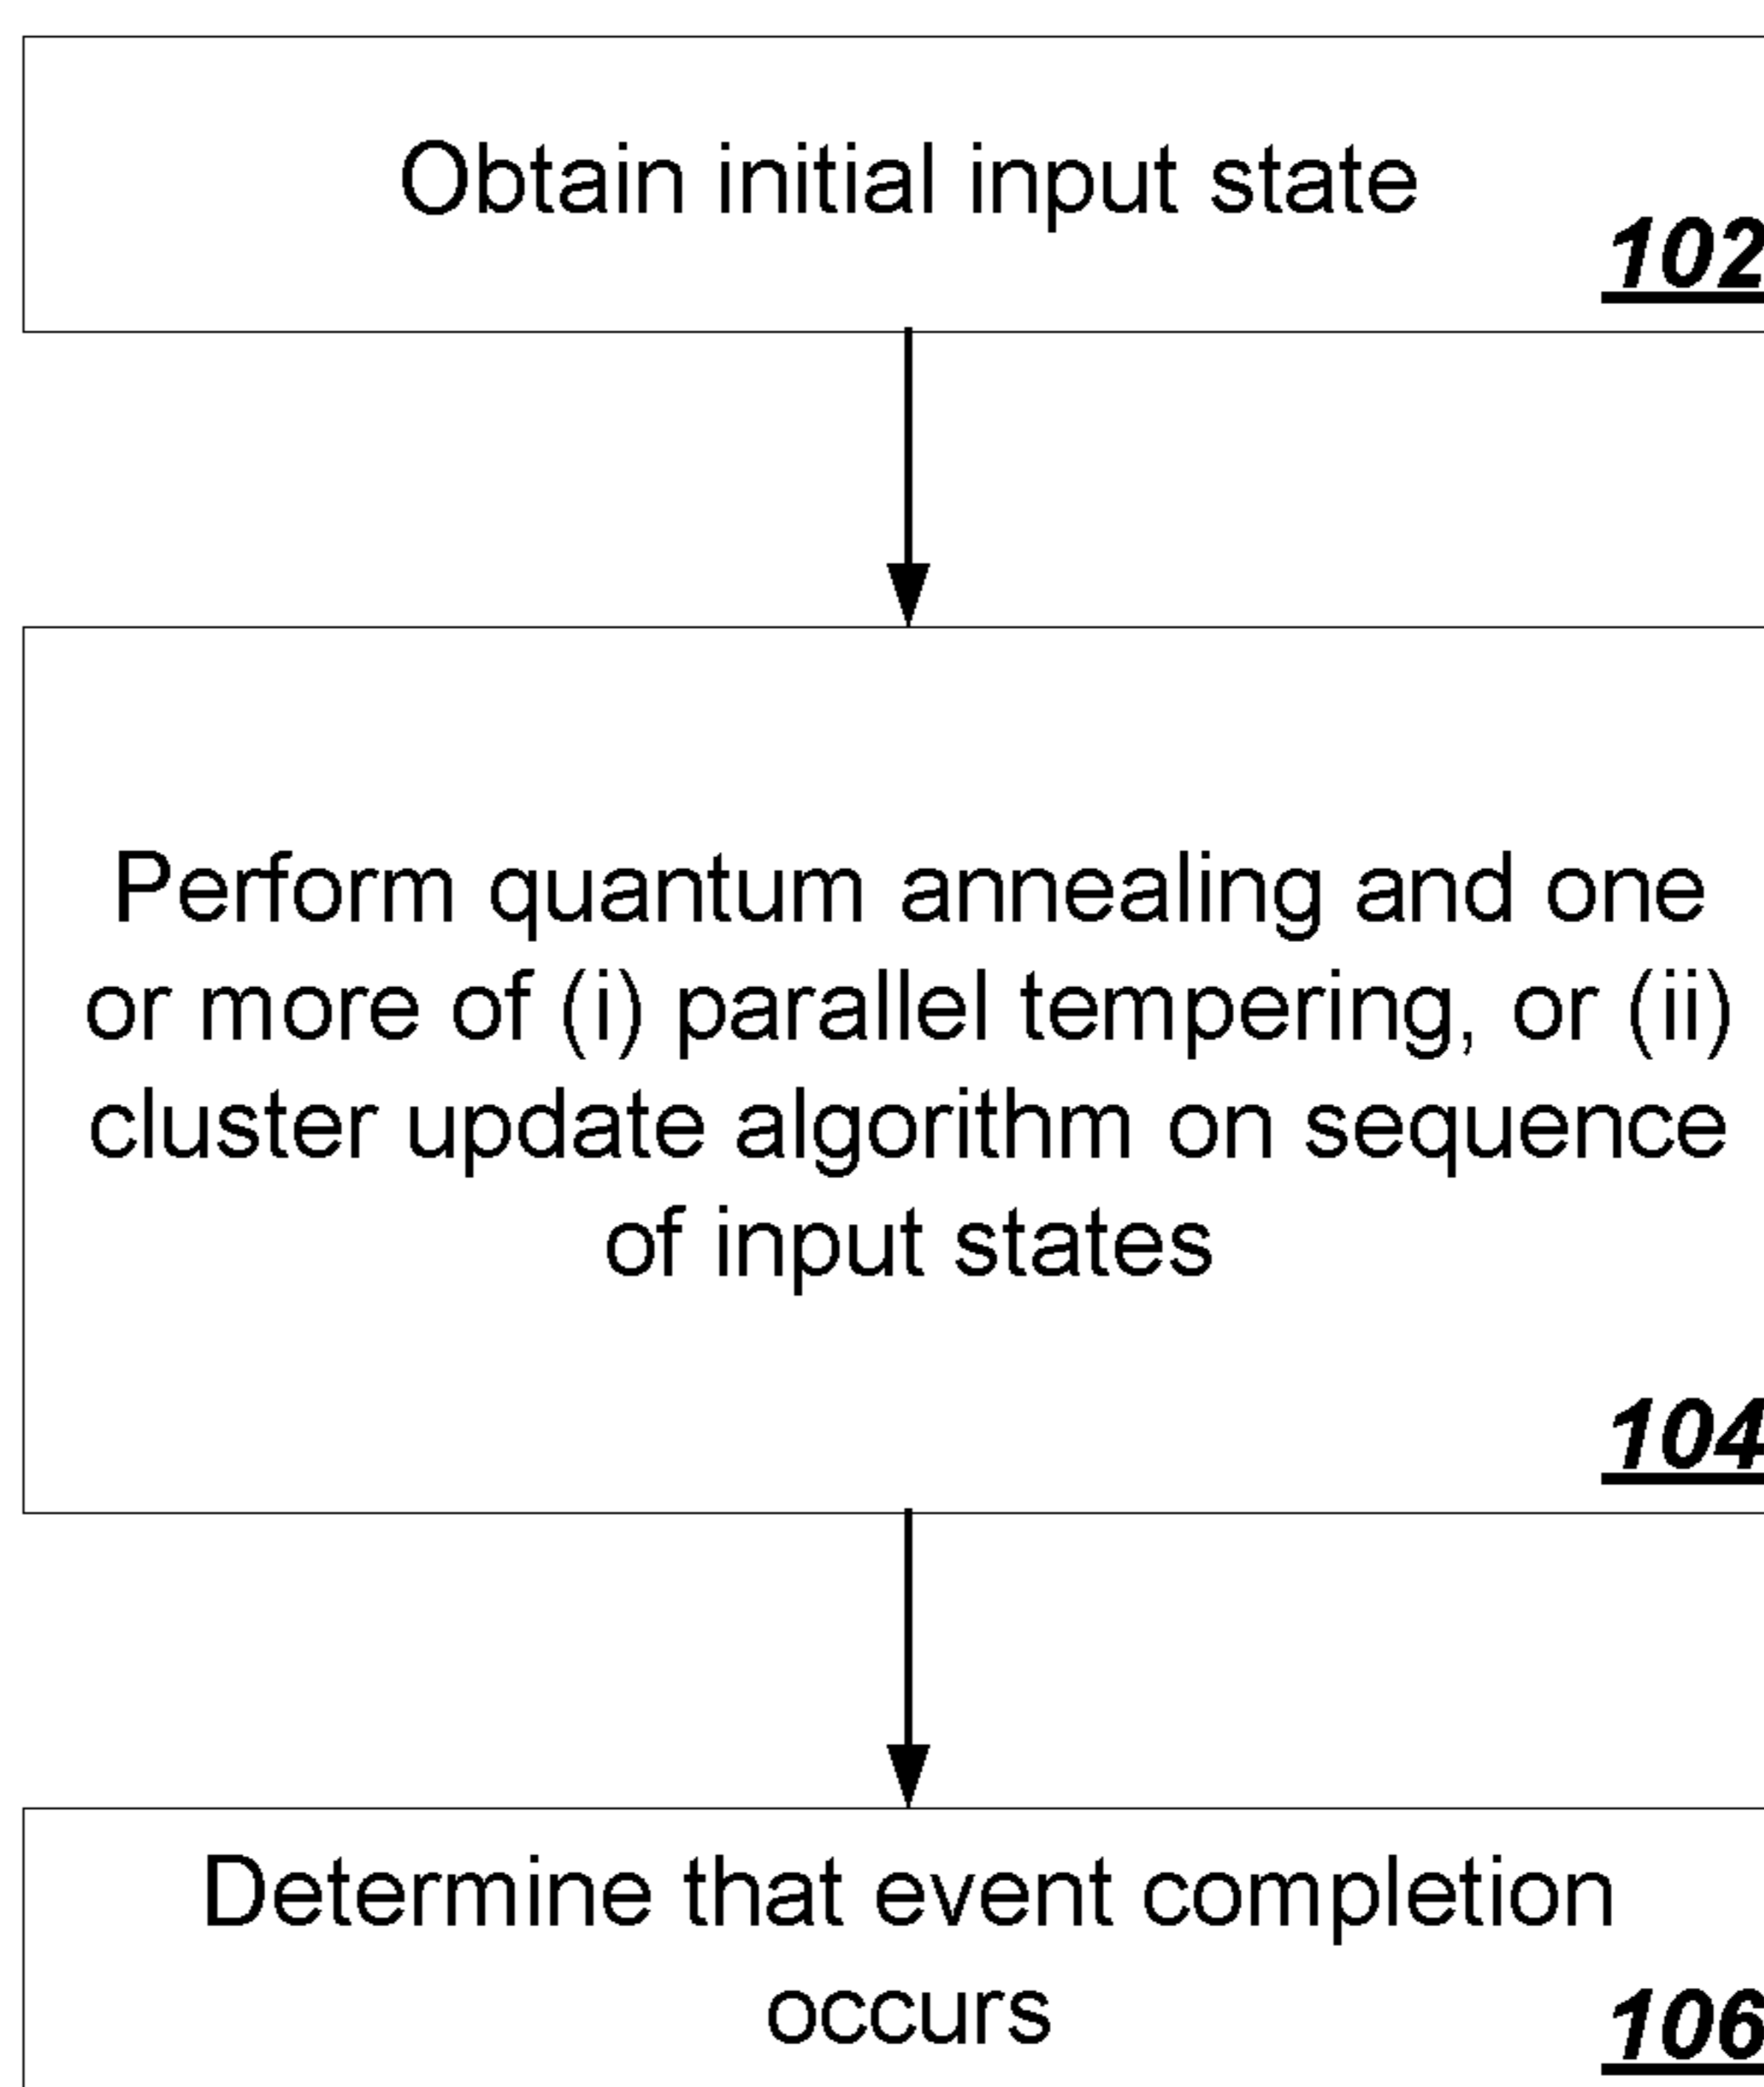 Obtain initial input state
102
Perform quantum annealing and one
or more of (i) parallel tempering, or (ii)
cluster update algorithm on sequence
of input states
104
Determine that event completion
occurs
106